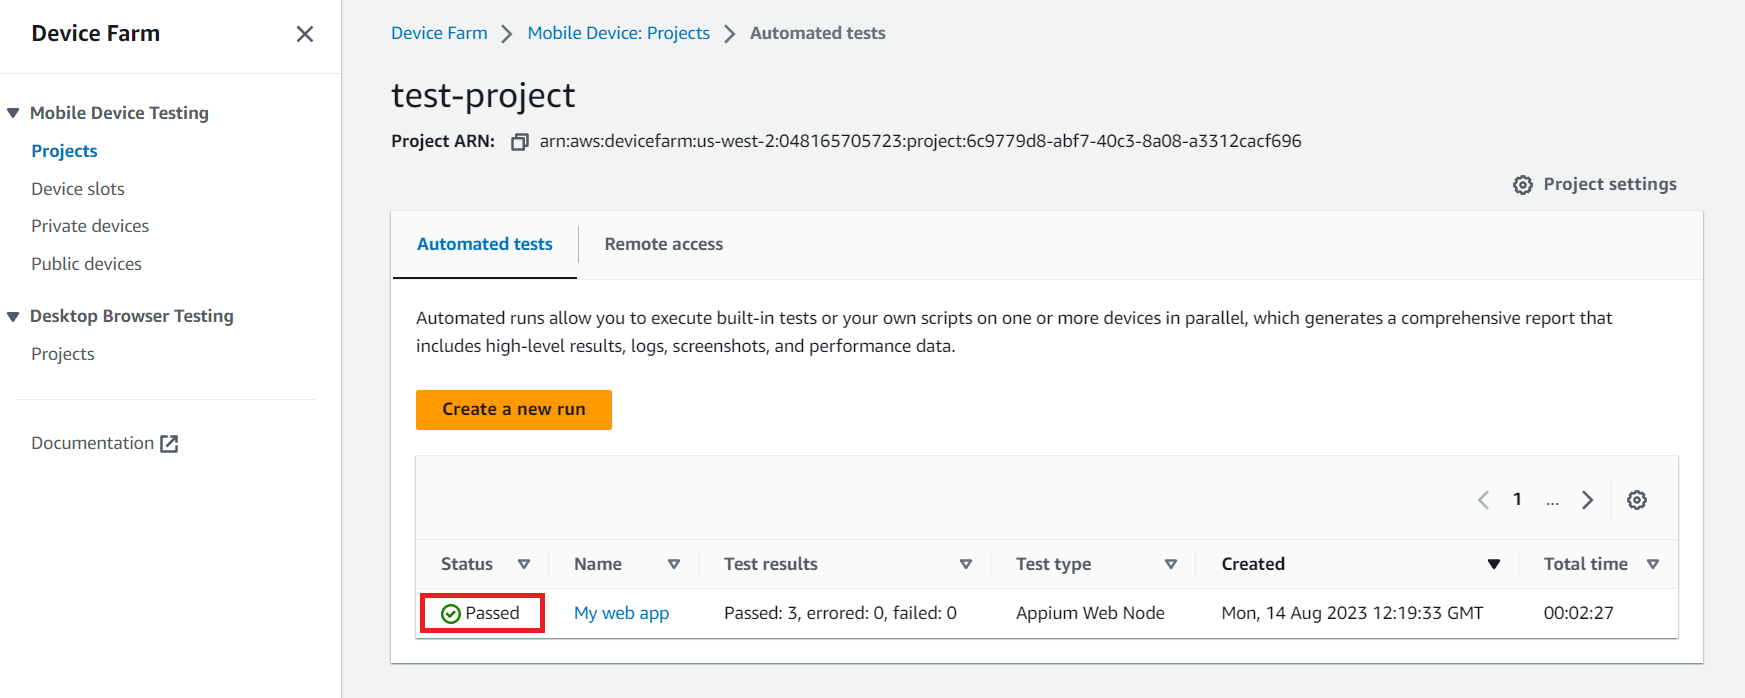 Device Farm
Mobile Device Testing
Projects
Device slots
Private devices
Public devices
Desktop Browser Testing
Projects
Documentation
Device Farm > Mobile Device: Projects > Automated tests
test-project
Project ARN: arn:aws:devicefarm:us-west-2:048165705723:project:6c9779d8-abf7-40c3-8a08-a3312cacf696
Project settings
Automated tests Remote access
Automated runs allow you to execute built-in tests or your own scripts on one or more devices in parallel, which generates a comprehensive report that
includes high-level results, logs, screenshots, and performance data.
Create a new run
1 ...
Status Name Test results Test type Created Total time
Passed My web app Passed: 3, errored: 0, failed: 0 Appium Web Node Mon, 14 Aug 2023 12:19:33 GMT 00:02:27